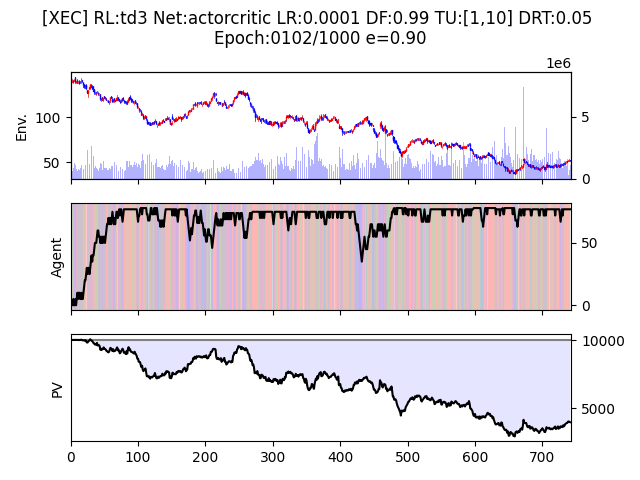 [XEC] RL:td3 Net:actorcritic LR:0.0001 DF:0.99 TU:[1,10] DRT:0.05
Epoch:0102/1000 e=0.90
1e6
Env.
100
50
5
0
Agent
50
0
PV
10000
5000
0 100 200 300 400 500 600 700